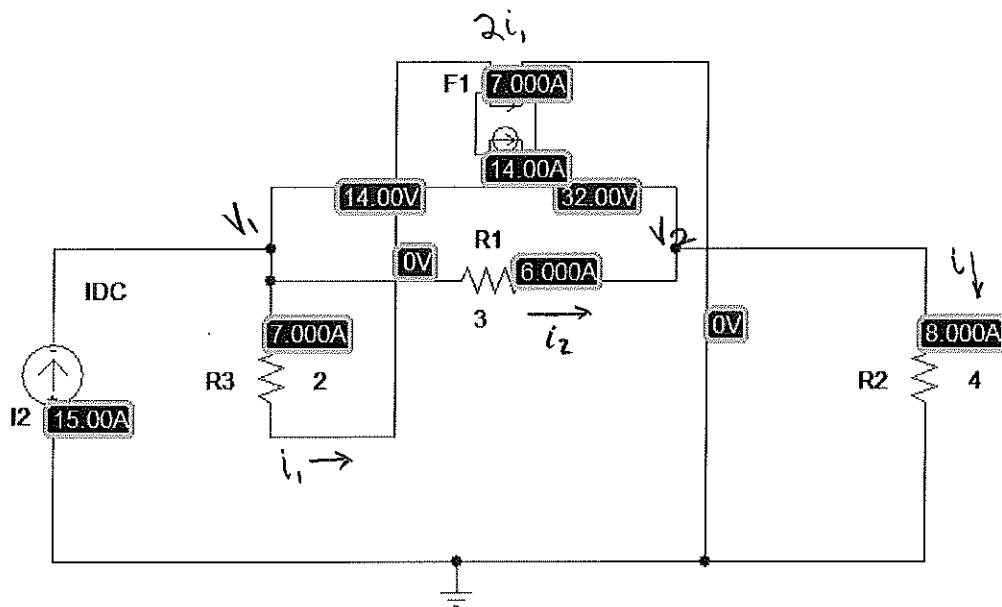 2i₁
F1
7.000A
14.00A
14.00V
32.00V
V₁
V₂
R1
0V
6.000A
3
i₂
IDC
7.000A
R3
2
I2
15.00A
i₁
0V
i
8.000A
R2
4